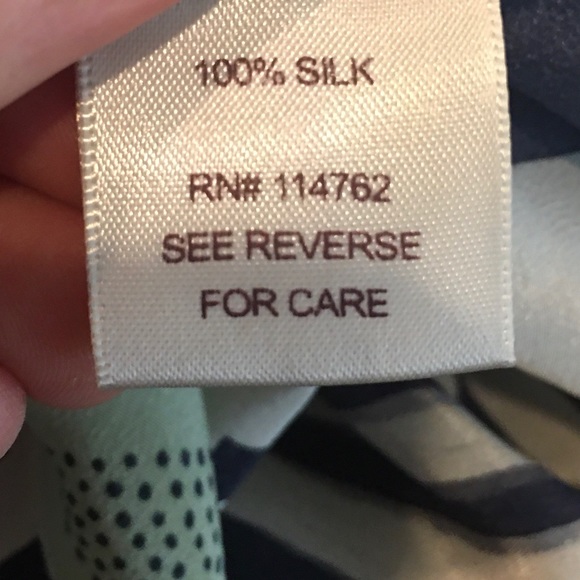 100% SILK
RN# 114762
SEE REVERSE
FOR CARE